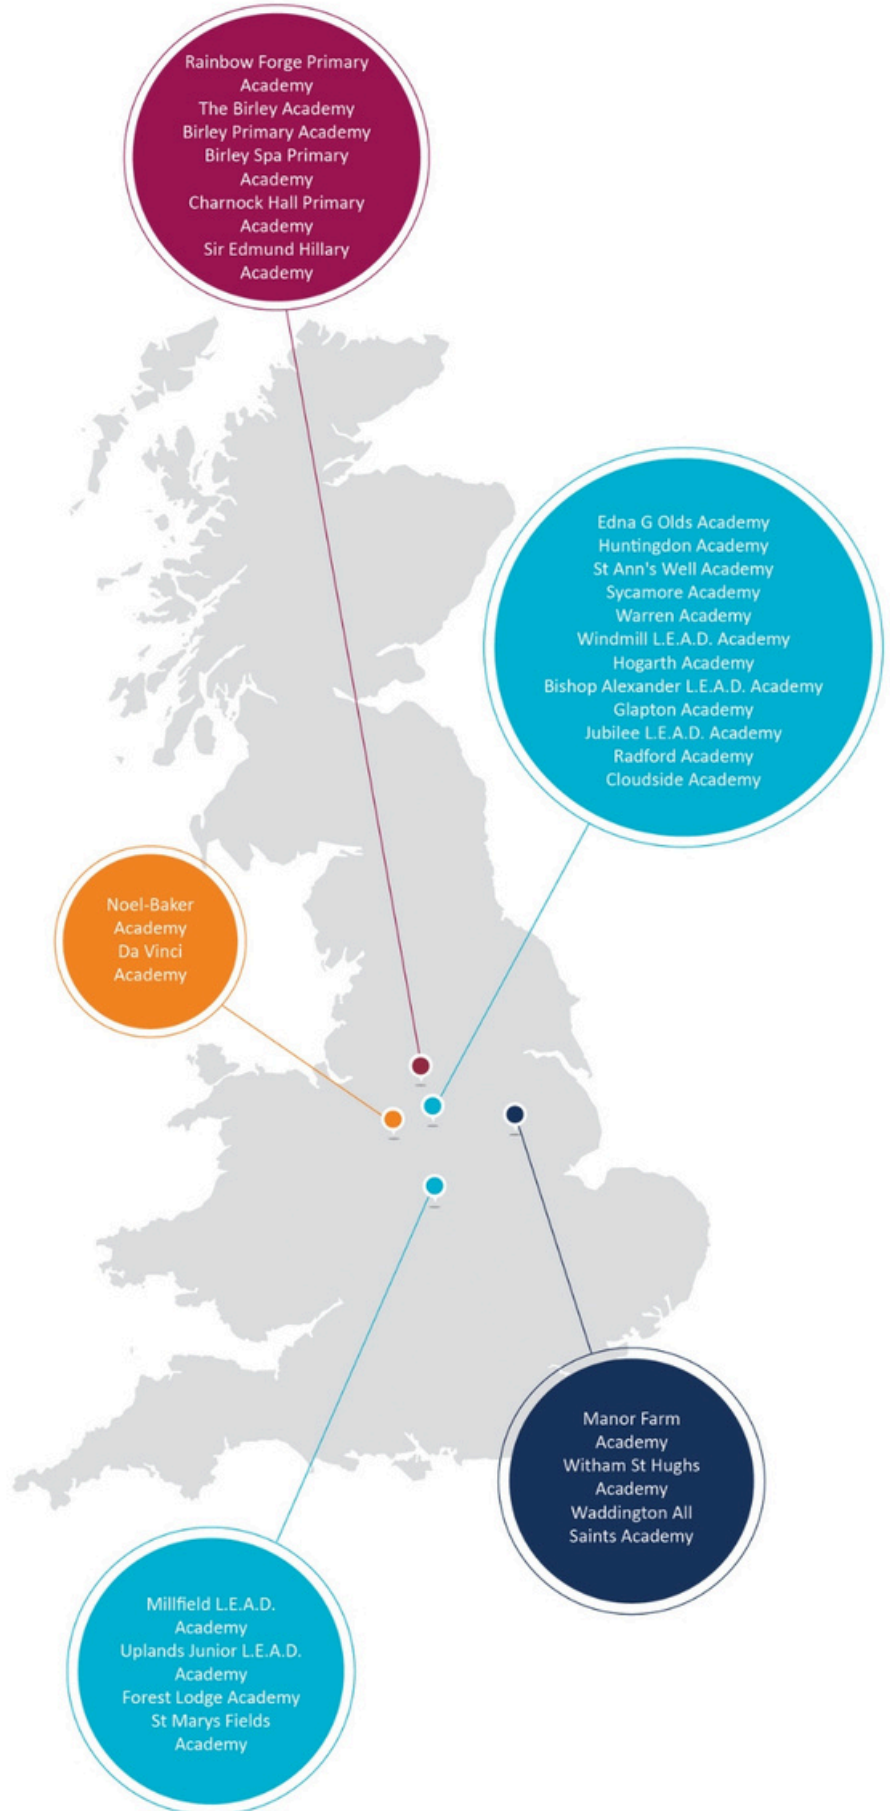 Rainbow Forge Primary
Academy
The Birley Academy
Birley Primary Academy
Birley Spa Primary
Academy
Charnock Hall Primary
Academy
Sir Edmund Hillary
Academy
Edna G Olds Academy
Huntingdon Academy
St Ann's Well Academy
Sycamore Academy
Warren Academy
Windmill L.E.A.D. Academy
Hogarth Academy
Bishop Alexander L.E.A.D. Academy
Glapton Academy
Jubilee L.E.A.D. Academy
Radford Academy
Cloudside Academy
Noel-Baker
Academy
Da Vinci
Academy
Manor Farm
Academy
Witham St Hughs
Academy
Waddington All
Saints Academy
Millfield L.E.A.D.
Academy
Uplands Junior L.E.A.D.
Academy
Forest Lodge Academy
St Marys Fields
Academy